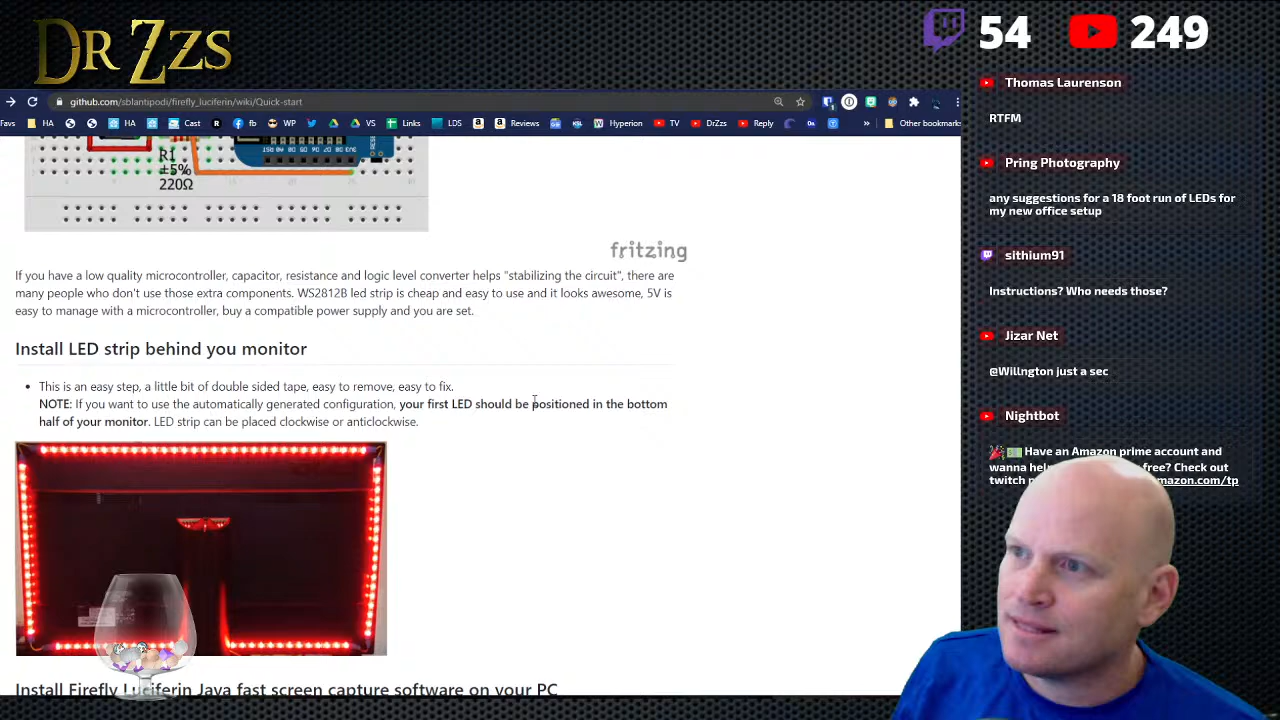 DR ZZS
54
249
github.com/sblantipodi/firefly_luciferin/wiki/Quick-start
Favs
HA
HA
Cast
fb
WP
VS
Links
LDS
Reviews
Hyperion
TV
DrZzs
Reply
»
Other bookmarks
R1
±5%
220Ω
fritzing
If you have a low quality microcontroller, capacitor, resistance and logic level converter helps "stabilizing the circuit", there are
many people who don't use those extra components. WS2812B led strip is cheap and easy to use and it looks awesome, 5V is
easy to manage with a microcontroller, buy a compatible power supply and you are set.
Install LED strip behind you monitor
• This is an easy step, a little bit of double sided tape, easy to remove, easy to fix.
NOTE: If you want to use the automatically generated configuration, your first LED should be positioned in the bottom
half of your monitor. LED strip can be placed clockwise or anticlockwise.
Install Firefly Luciferin Java fast screen capture software on your PC
Thomas Laurenson
RTFM
Pring Photography
any suggestions for a 18 foot run of LEDs for
my new office setup
sithium91
Instructions? Who needs those?
Jizar Net
@Willngton just a sec
Nightbot
Have an Amazon prime account and
wanna free? Check out
twitch mazon.com/tp